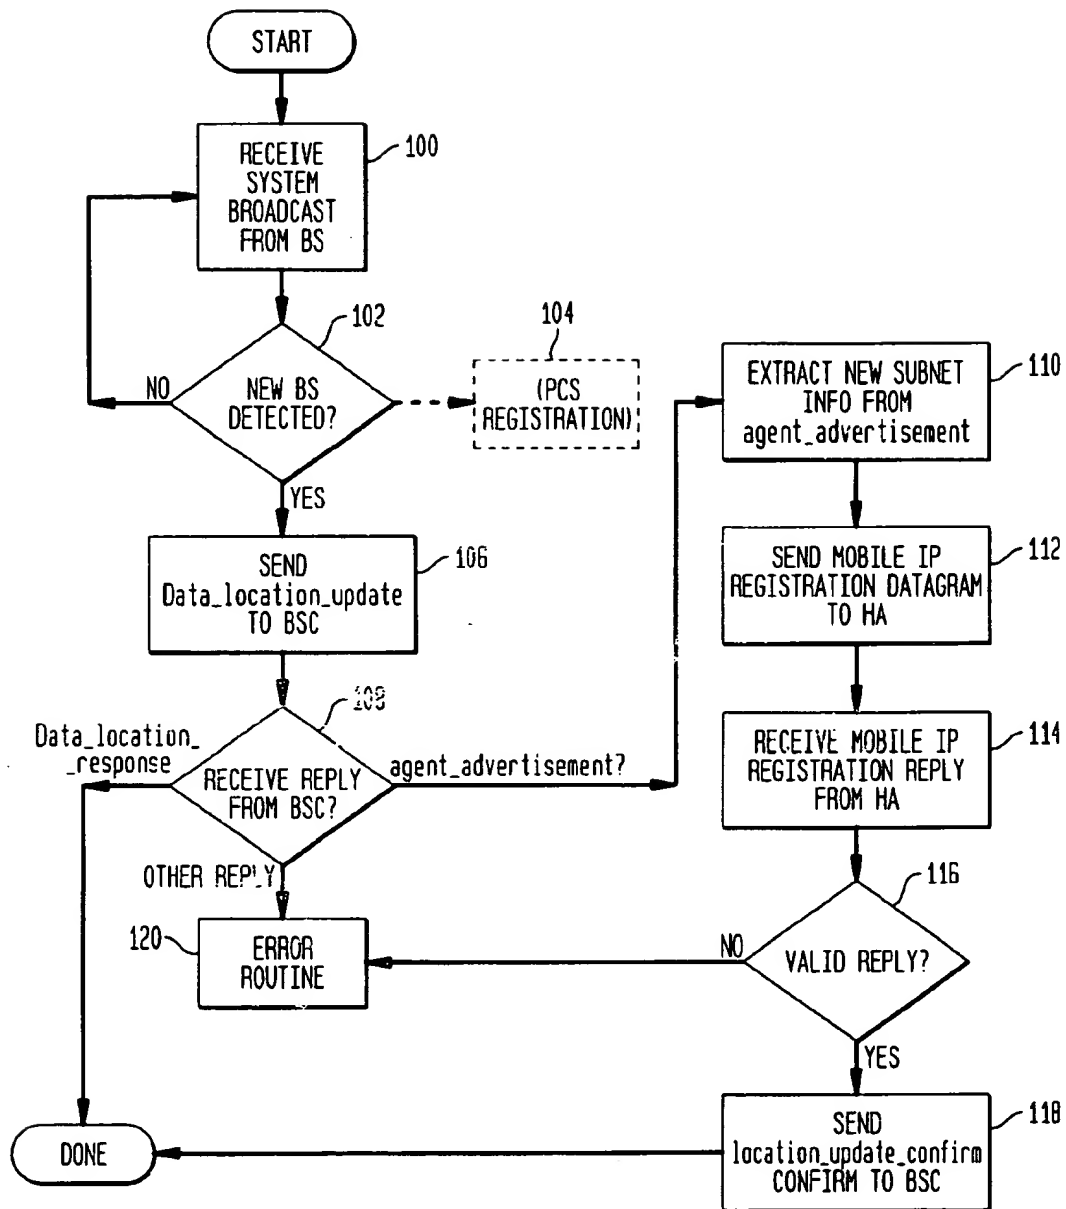 START
RECEIVE
SYSTEM
BROADCAST
FROM BS
100
102
NEW BS
DETECTED?
NO
YES
104
(PCS
REGISTRATION)
SEND
Data_location_update
TO BSC
106
108
RECEIVE REPLY
FROM BSC?
Data_location_
_response
agent_advertisement?
OTHER REPLY
120
ERROR
ROUTINE
DONE
EXTRACT NEW SUBNET
INFO FROM
agent_advertisement
110
SEND MOBILE IP
REGISTRATION DATAGRAM
TO HA
112
RECEIVE MOBILE IP
REGISTRATION REPLY
FROM HA
114
116
VALID REPLY?
NO
YES
SEND
location_update_confirm
CONFIRM TO BSC
118